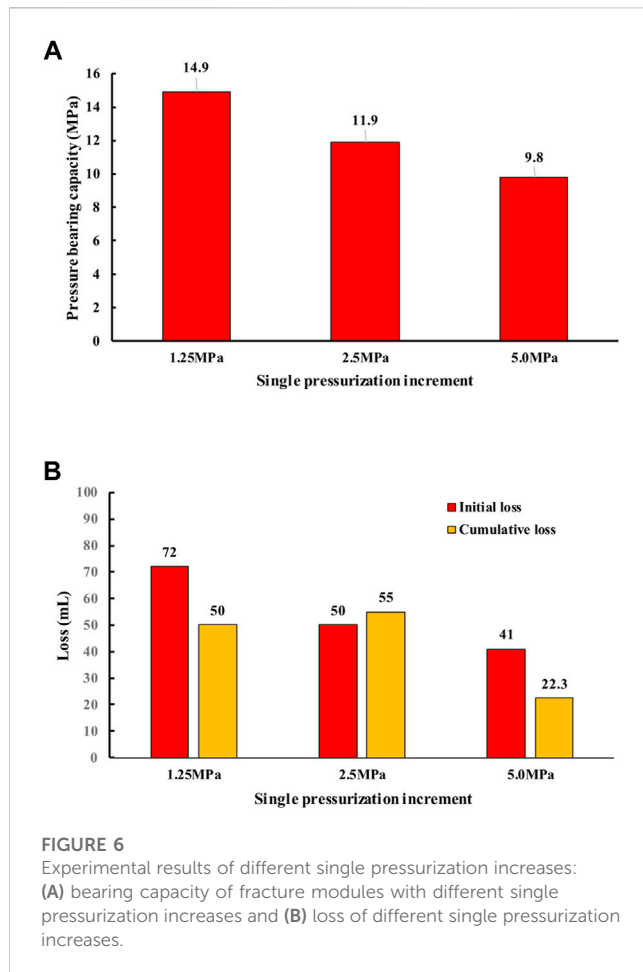 A
Pressure bearing capacity (MPa)
16
14
12
10
8
6
4
2
0
14.9
11.9
9.8
1.25MPa 2.5MPa 5.0MPa
Single pressurization increment
B
Loss (mL)
100
90
80
70
60
50
40
30
20
10
0
Initial loss
Cumulative loss
72
50
50
55
41
22.3
1.25MPa 2.5MPa 5.0MPa
Single pressurization increment
FIGURE 6
Experimental results of different single pressurization increases:
(A) bearing capacity of fracture modules with different single
pressurization increases and (B) loss of different single pressurization
increases.